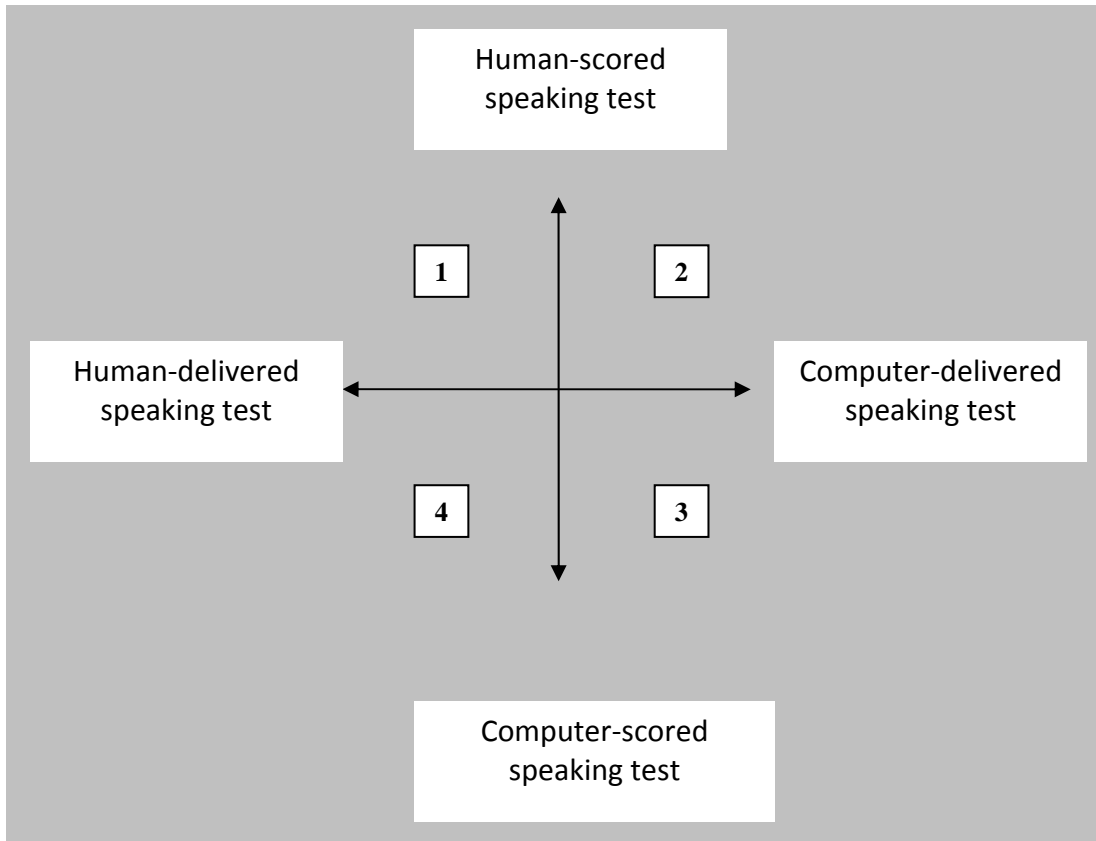 Human-scored
speaking test
1
2
Human-delivered
speaking test
Computer-delivered
speaking test
4
3
Computer-scored
speaking test